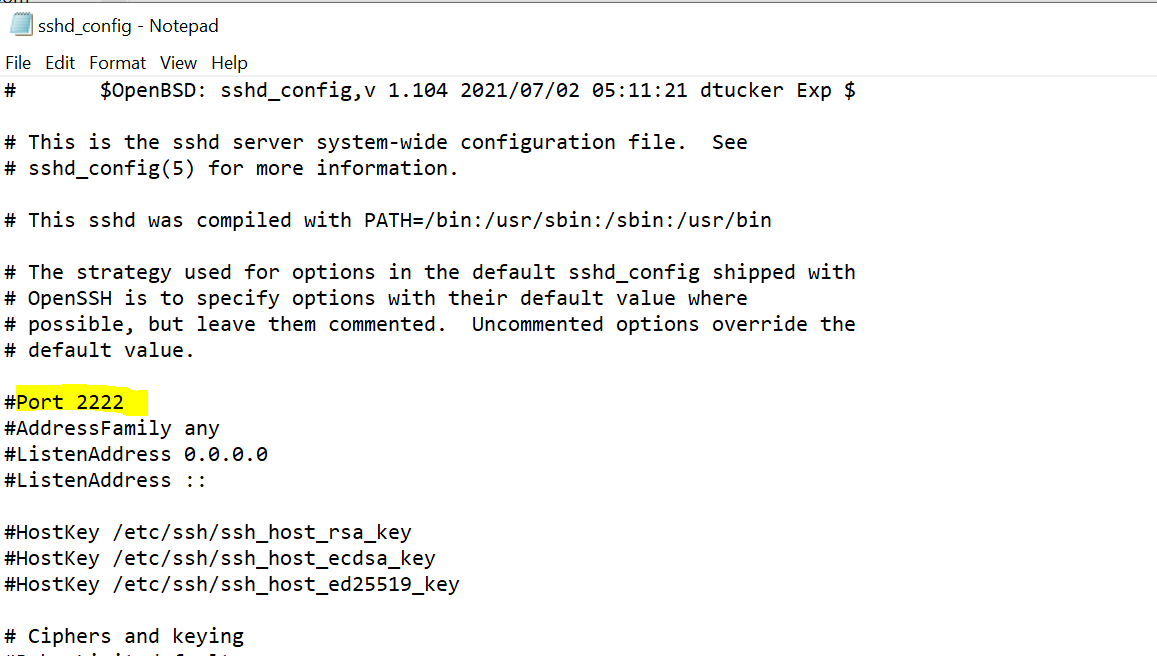 sshd_config - Notepad
File Edit Format View Help
#       $OpenBSD: sshd_config,v 1.104 2021/07/02 05:11:21 dtucker Exp $
# This is the sshd server system-wide configuration file.  See
# sshd_config(5) for more information.
# This sshd was compiled with PATH=/bin:/usr/sbin:/sbin:/usr/bin
# The strategy used for options in the default sshd_config shipped with
# OpenSSH is to specify options with their default value where
# possible, but leave them commented.  Uncommented options override the
# default value.
#Port 2222
#AddressFamily any
#ListenAddress 0.0.0.0
#ListenAddress ::
#HostKey /etc/ssh/ssh_host_rsa_key
#HostKey /etc/ssh/ssh_host_ecdsa_key
#HostKey /etc/ssh/ssh_host_ed25519_key
# Ciphers and keying